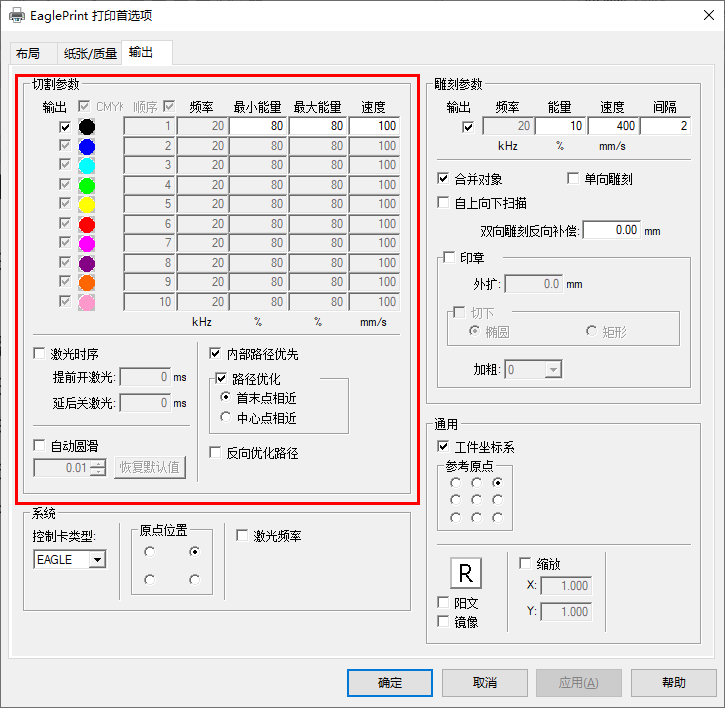 EaglePrint 打印首选项
布局 纸张/质量 输出
切割参数
输出 CMYK 顺序 频率 最小能量 最大能量 速度
1 20 80 80 100
2 20 80 80 100
3 20 80 80 100
4 20 80 80 100
5 20 80 80 100
6 20 80 80 100
7 20 80 80 100
8 20 80 80 100
9 20 80 80 100
10 20 80 80 100
kHz % % mm/s
激光时序
提前开激光: 0 ms
延后关激光: 0 ms
自动圆滑
0.01 恢复默认值
内部路径优先
路径优化
首末点相近
中心点相近
反向优化路径
系统
控制卡类型:
EAGLE
原点位置
激光频率
雕刻参数
输出 频率 能量 速度 间隔
20 10 400 2
kHz % mm/s
合并对象 单向雕刻
自上向下扫描
双向雕刻反向补偿: 0.00 mm
印章
外扩: 0.0 mm
切下
椭圆 矩形
加粗: 0
通用
工件坐标系
参考原点
R
阳文
镜像
缩放
X: 1.000
Y: 1.000
确定 取消 应用(A) 帮助